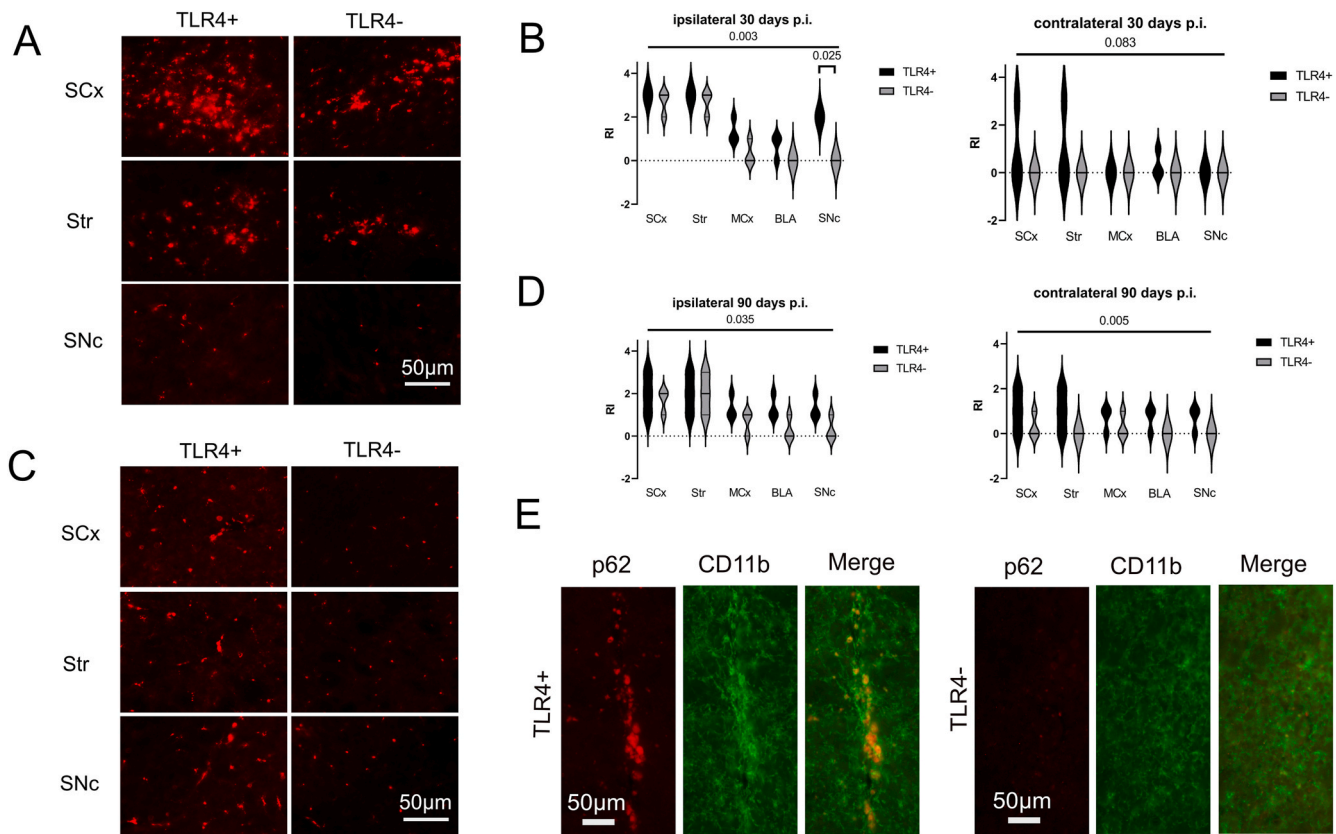 A
TLR4+ TLR4-
SCx
Str
SNc
50µm
B
ipsilateral 30 days p.i.
0.003
0.025
TLR4+
TLR4-
4
2
0
-2
RI
SCx Str MCx BLA SNc
contralateral 30 days p.i.
0.083
TLR4+
TLR4-
4
2
0
-2
RI
SCx Str MCx BLA SNc
C
TLR4+ TLR4-
SCx
Str
SNc
50µm
D
ipsilateral 90 days p.i.
0.035
TLR4+
TLR4-
4
2
0
-2
RI
SCx Str MCx BLA SNc
contralateral 90 days p.i.
0.005
TLR4+
TLR4-
4
2
0
-2
RI
SCx Str MCx BLA SNc
E
p62 CD11b Merge
TLR4+
50µm
p62 CD11b Merge
TLR4-
50µm